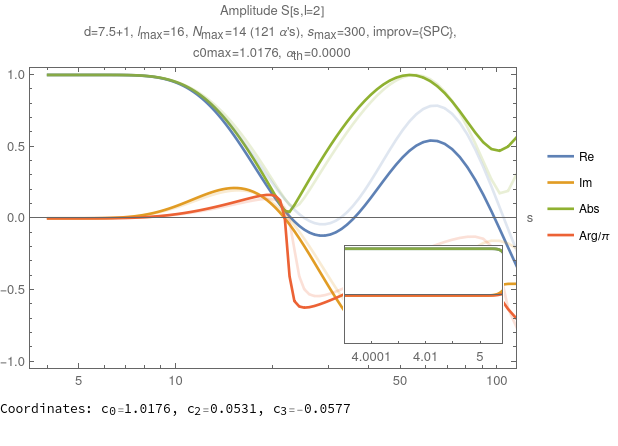 Amplitude S[s,l=2]
d=7.5+1, lmax=16, Nmax=14 (121 α's), smax=300, improv={SPC},
c0max=1.0176, αth=0.0000
1.0
0.5
0.0
−0.5
−1.0
5
10
50
100
s
4.0001
4.01
5
Re
Im
Abs
Arg/π
Coordinates: c0=1.0176, c2=0.0531, c3=−0.0577